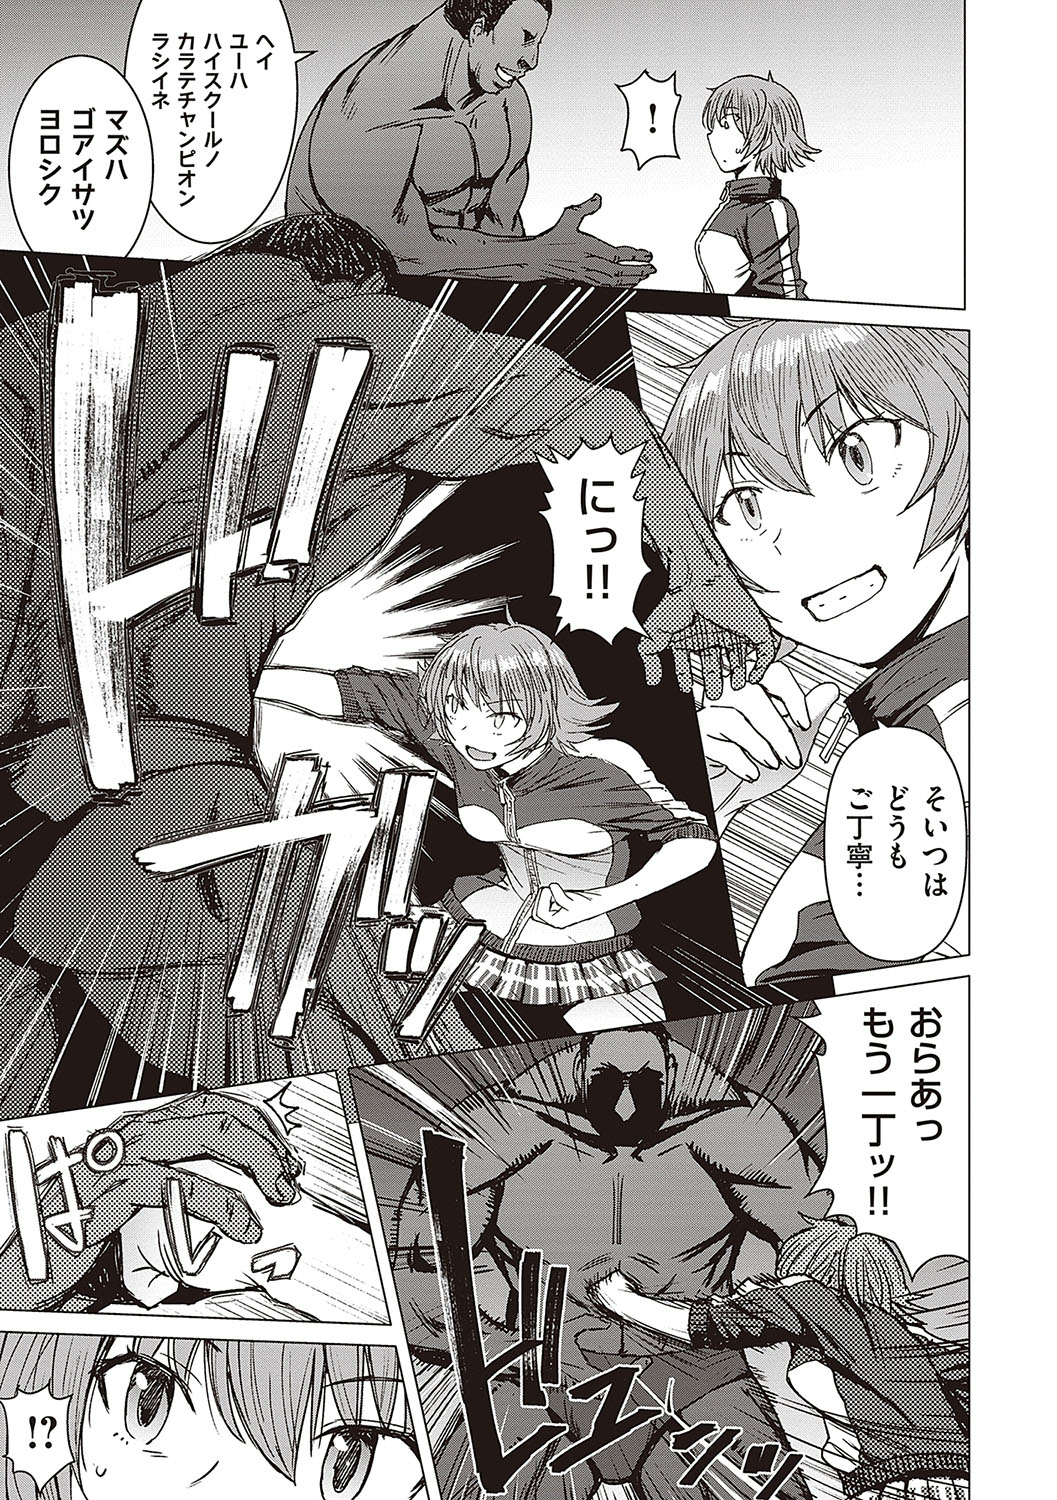 ヘイ
ユーハ
ハイスクールノ
カラテチャンピオン
ラシイネ
マズハ
ゴアイサツ
ヨロシク
！
そいつは
どうも
ご丁寧…
にっ!!
ドドッ
おらあっ
もう一丁ッ!!
ドズンッ
ぱし
!?